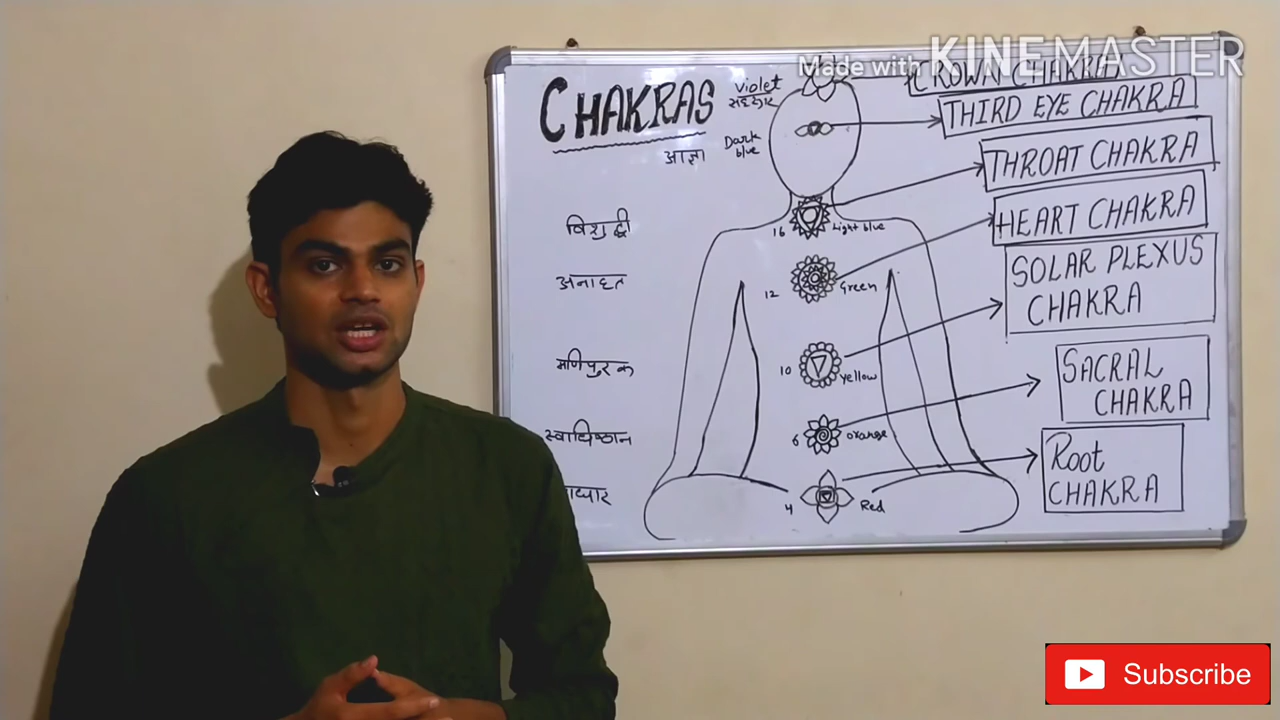 Made with KINEMASTER
CHAKRAS
Violet
सहस्रार
Dark
blue
आज्ञा
CROWN CHAKRA
THIRD EYE CHAKRA
THROAT CHAKRA
HEART CHAKRA
SOLAR PLEXUS
CHAKRA
SACRAL
CHAKRA
Root
CHAKRA
विशुद्धी
16
Light blue
अनाहत
12
Green
मणिपुरक
10
yellow
स्वाधिष्ठान
6
orange
4
Red
Subscribe